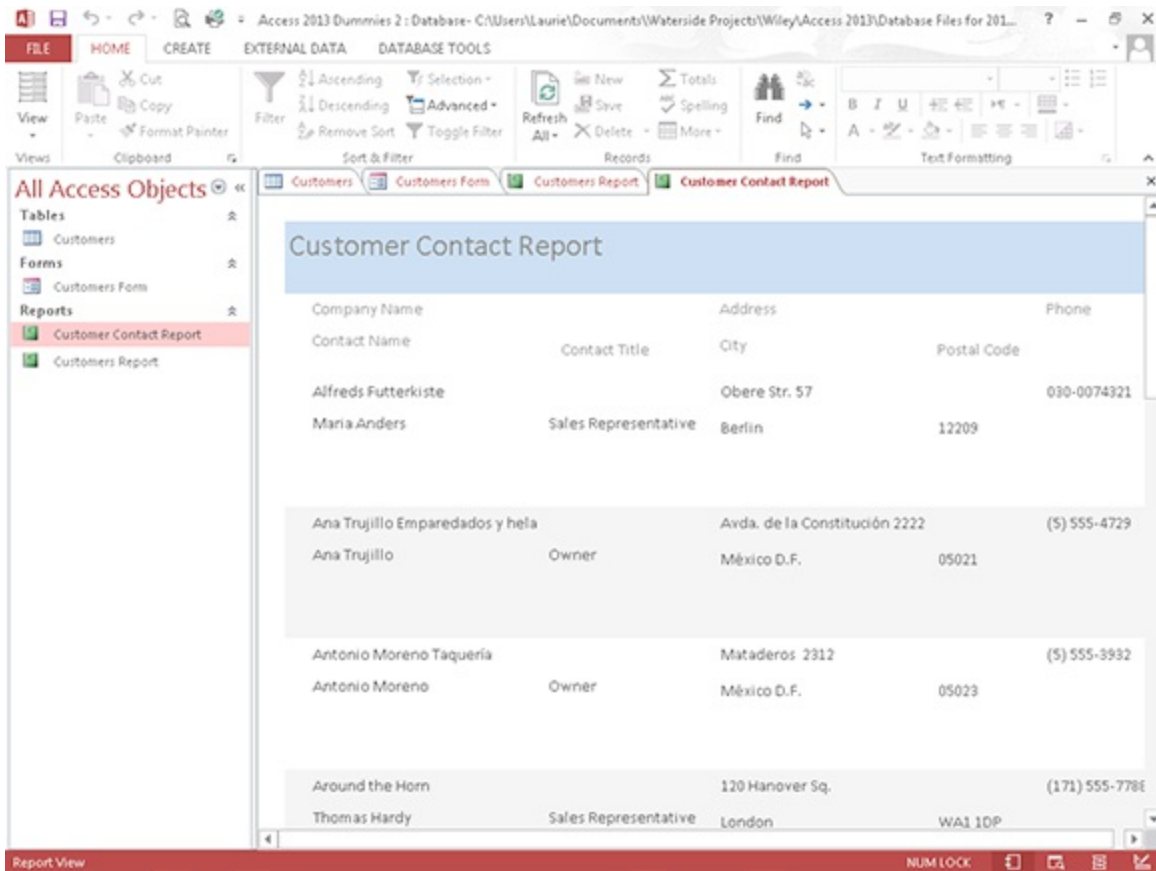 Access 2013 Dummies 2 : Database- C:\Users\Laurie\Documents\Waterside Projects\Wiley\Access 2013\Database Files for 201... ?
FILE HOME CREATE EXTERNAL DATA DATABASE TOOLS
View
Views
Paste
Cut
Copy
Format Painter
Clipboard
Filter
Ascending
Descending
Remove Sort
Selection
Advanced
Toggle Filter
Sort & Filter
Refresh All
New
Save
Delete
Totals
Spelling
More
Records
Find
Find
B I U
A
Text Formatting
All Access Objects
Tables
Customers
Forms
Customers Form
Reports
Customer Contact Report
Customers Report
Customers Customers Form Customers Report Customer Contact Report
Customer Contact Report
Company Name Address Phone
Contact Name Contact Title City Postal Code
Alfreds Futterkiste Obere Str. 57 030-0074321
Maria Anders Sales Representative Berlin 12209
Ana Trujillo Emparedados y hela Avda. de la Constitución 2222 (5) 555-4729
Ana Trujillo Owner México D.F. 05021
Antonio Moreno Taquería Mataderos 2312 (5) 555-3932
Antonio Moreno Owner México D.F. 05023
Around the Horn 120 Hanover Sq. (171) 555-7788
Thomas Hardy Sales Representative London WA1 1DP
Report View NUM LOCK